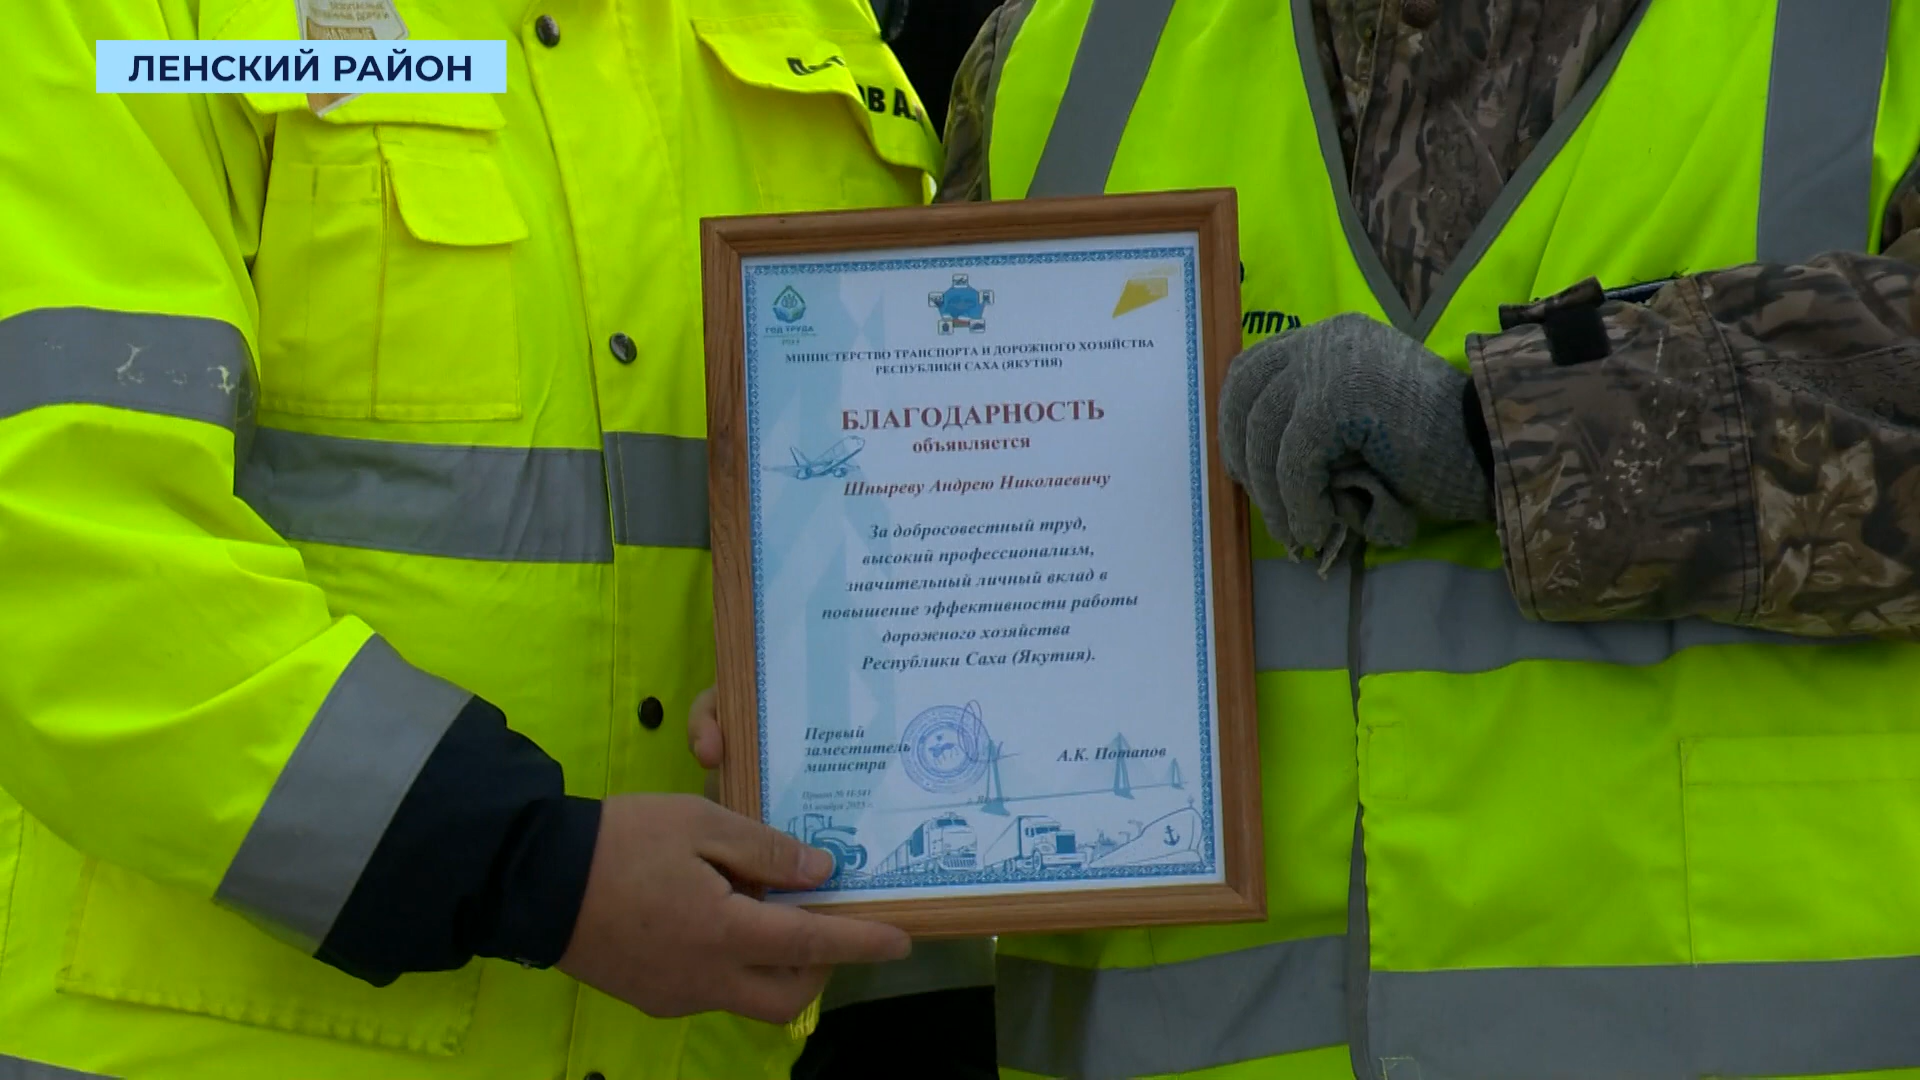 ЛЕНСКИЙ РАЙОН
ОВ А.
ГОД ТРУДА
МИНИСТЕРСТВО ТРАНСПОРТА И ДОРОЖНОГО ХОЗЯЙСТВА
РЕСПУБЛИКИ САХА (ЯКУТИЯ)
БЛАГОДАРНОСТЬ
объявляется
Шпыреву Андрею Николаевичу
За добросовестный труд,
высокий профессионализм,
значительный личный вклад в
повышение эффективности работы
дорожного хозяйства
Республики Саха (Якутия).
Первый
заместитель
министра
А.К. Потапов